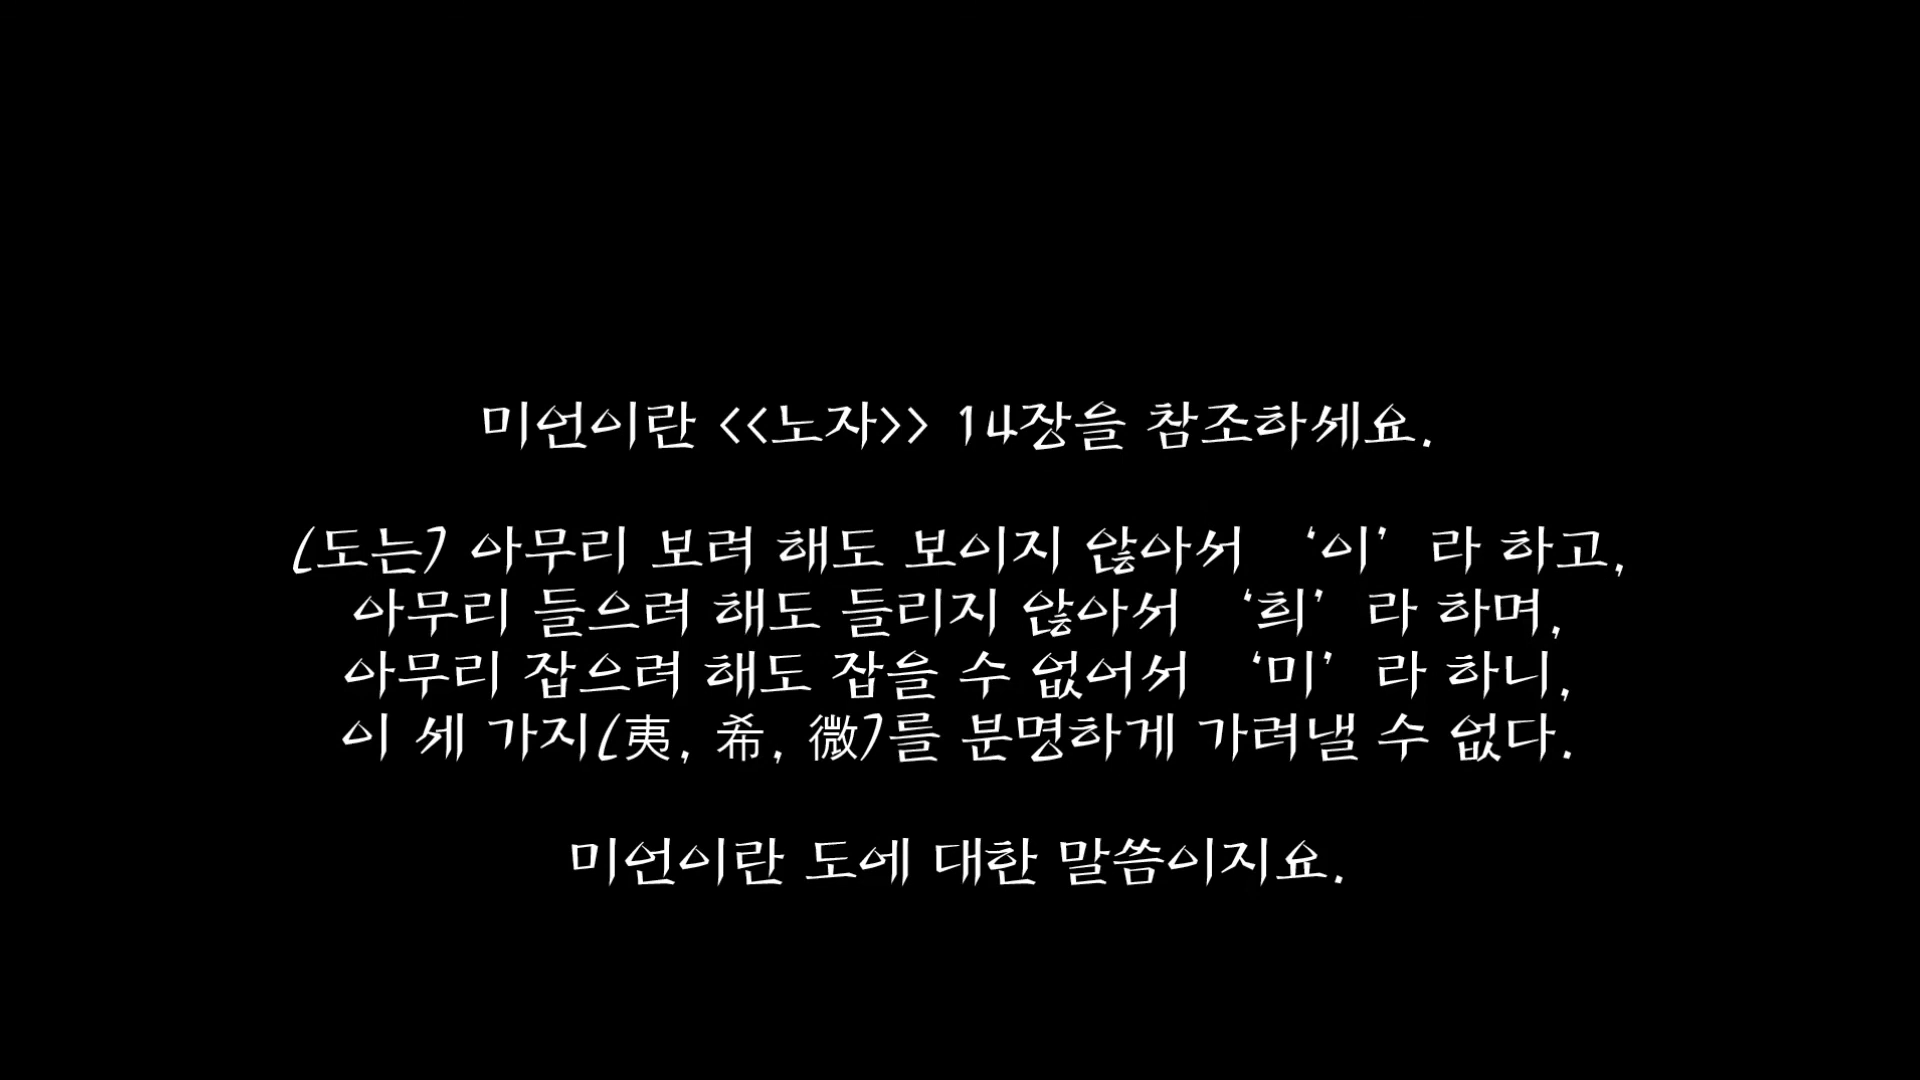 미언이란 <<노자>> 14장을 참조하세요.
(도는) 아무리 보려 해도 보이지 않아서 ‘이’라 하고,
아무리 들으려 해도 들리지 않아서 ‘희’라 하며,
아무리 잡으려 해도 잡을 수 없어서 ‘미’라 하니,
이 세 가지(夷, 希, 微)를 분명하게 가려낼 수 없다.
미언이란 도에 대한 말씀이지요.